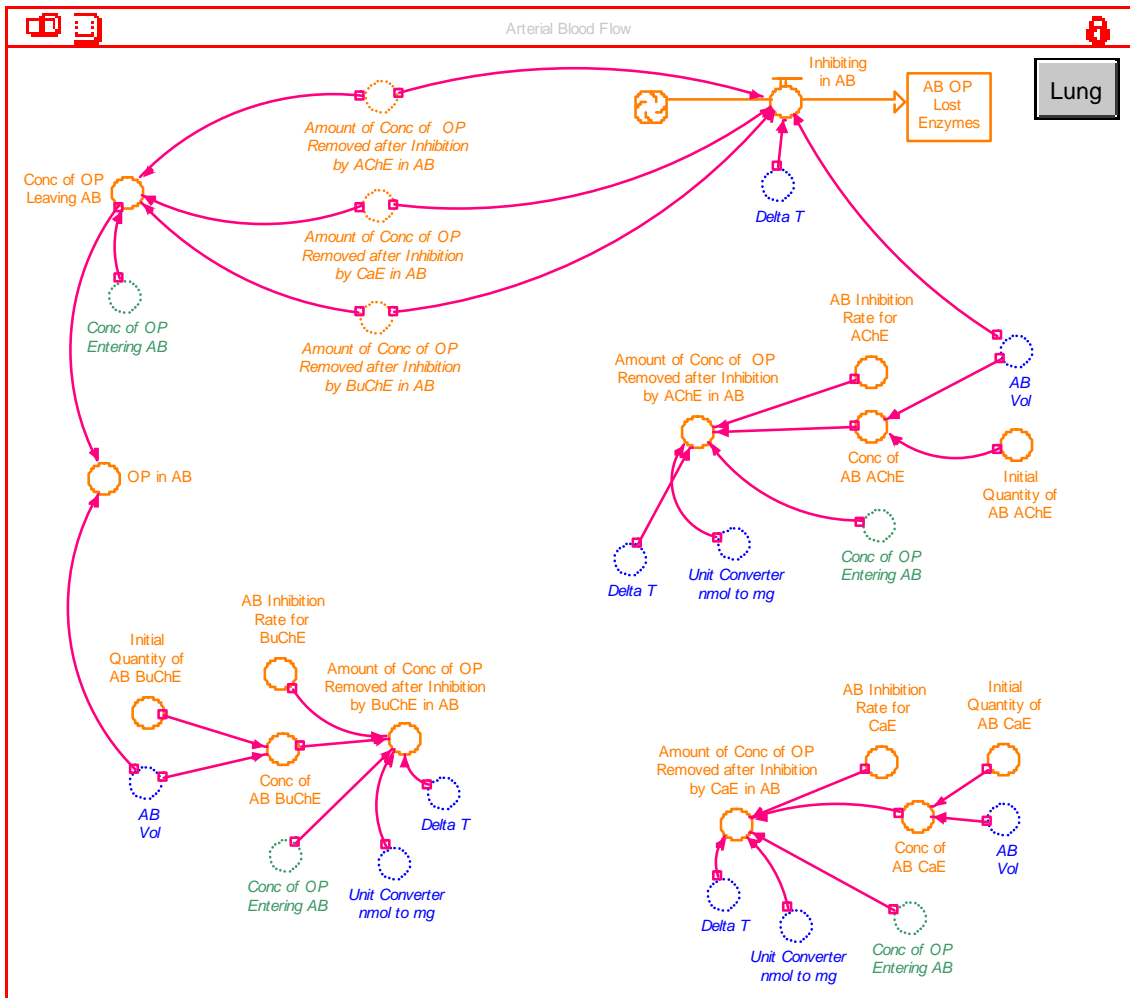 Arterial Blood Flow
Inhibiting
in AB
AB OP
Lost
Enzymes
Lung
Amount of Conc of OP
Removed after Inhibition
by AChE in AB
Conc of OP
Leaving AB
Delta T
Amount of Conc of OP
Removed after Inhibition
by CaE in AB
Conc of OP
Entering AB
Amount of Conc of OP
Removed after Inhibition
by BuChE in AB
AB Inhibition
Rate for
AChE
Amount of Conc of OP
Removed after Inhibition
by AChE in AB
AB
Vol
Conc of
AB AChE
Initial
Quantity of
AB AChE
OP in AB
Delta T
Unit Converter
nmol to mg
Conc of OP
Entering AB
AB Inhibition
Rate for
BuChE
Initial
Quantity of
AB BuChE
Amount of Conc of OP
Removed after Inhibition
by BuChE in AB
AB
Vol
Conc of
AB BuChE
Delta T
Conc of OP
Entering AB
Unit Converter
nmol to mg
AB Inhibition
Rate for
CaE
Initial
Quantity of
AB CaE
Amount of Conc of OP
Removed after Inhibition
by CaE in AB
Conc of
AB CaE
AB
Vol
Delta T
Unit Converter
nmol to mg
Conc of OP
Entering AB